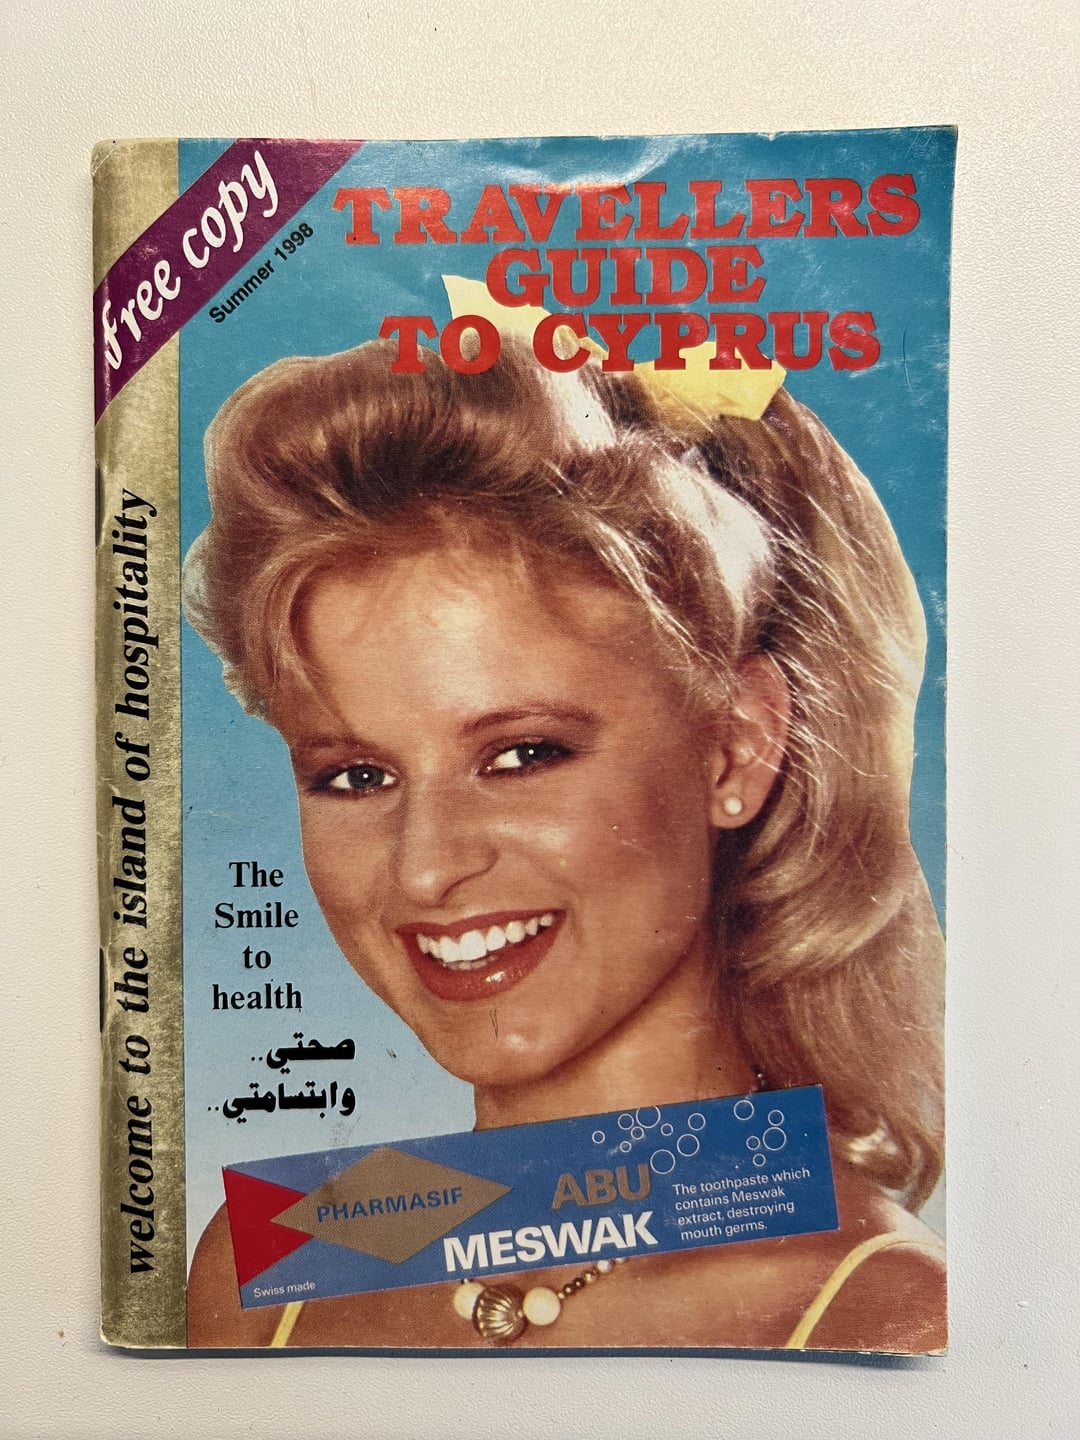 free copy
Summer 1998
TRAVELLERS
GUIDE
TO CYPRUS
welcome to the island of hospitality
The
Smile
to
health
صحتي..
وابتسامتي..
PHARMASIF
ABU
MESWAK
The toothpaste which
contains Meswak
extract, destroying
mouth germs.
Swiss made